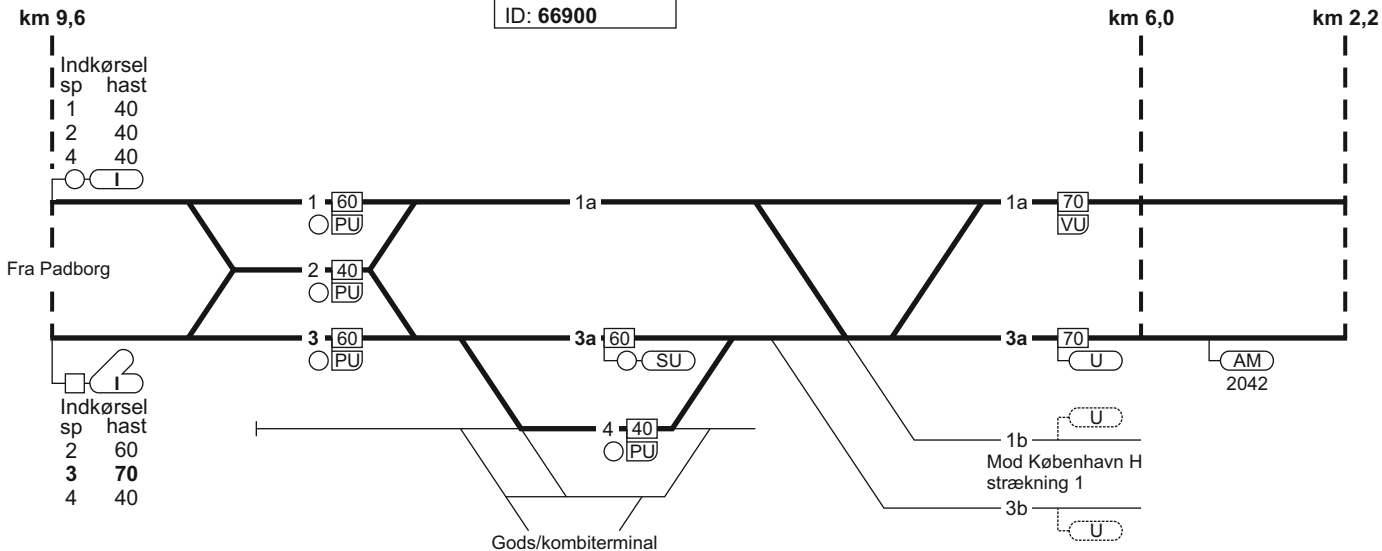 ID: 66900
km 9,6
km 6,0
km 2,2
Indkørsel
sp hast
1 40
2 40
4 40
I
1 60
PU
1a
1a 70
VU
Fra Padborg
2 40
PU
3 60
PU
3a 60
SU
3a 70
U
AM
2042
I
Indkørsel
sp hast
2 60
3 70
4 40
4 40
PU
U
1b
Mod København H
strækning 1
3b
U
Gods/kombiterminal